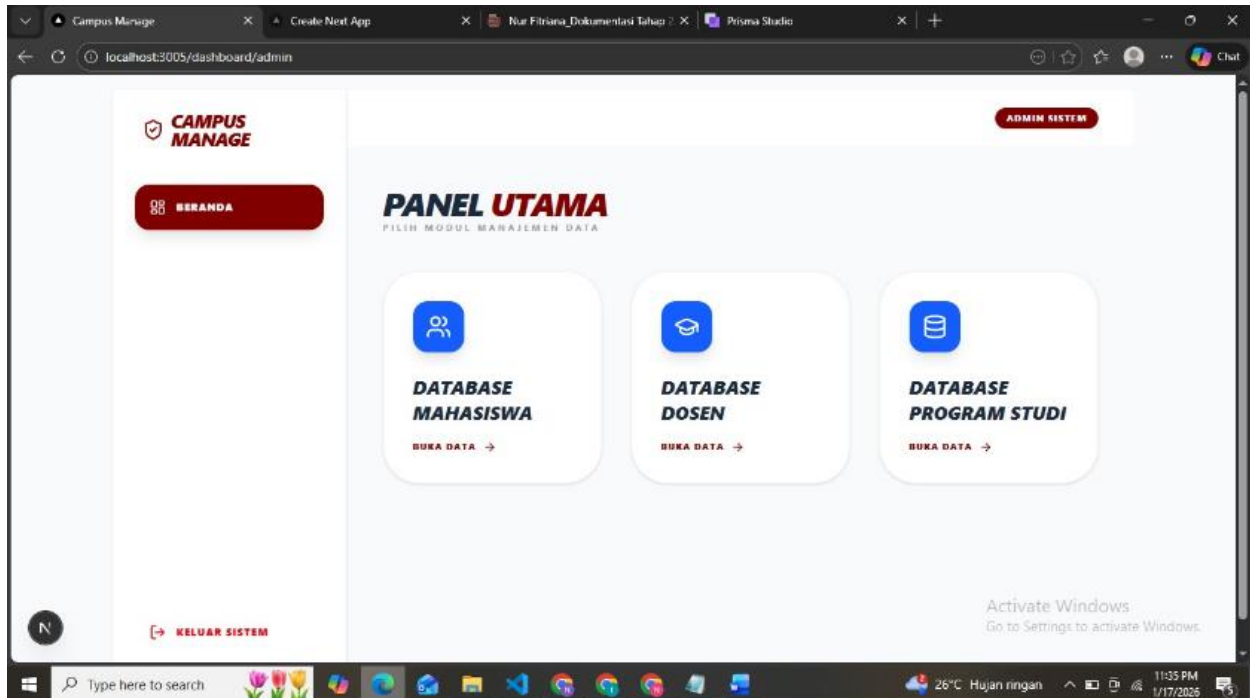 Campus Manage
Create Next App
Nur Fitriana_Dokumentasi Tahap 2
Prisma Studio
localhost:3005/dashboard/admin
Chat
CAMPUS
MANAGE
ADMIN SISTEM
BERANDA
PANEL UTAMA
PILIH MODUL MANAJEMEN DATA
DATABASE
MAHASISWA
BUKA DATA →
DATABASE
DOSEN
BUKA DATA →
DATABASE
PROGRAM STUDI
BUKA DATA →
Activate Windows
Go to Settings to activate Windows.
N
KELUAR SISTEM
Type here to search
26°C Hujan ringan
11:35 PM
1/17/2026